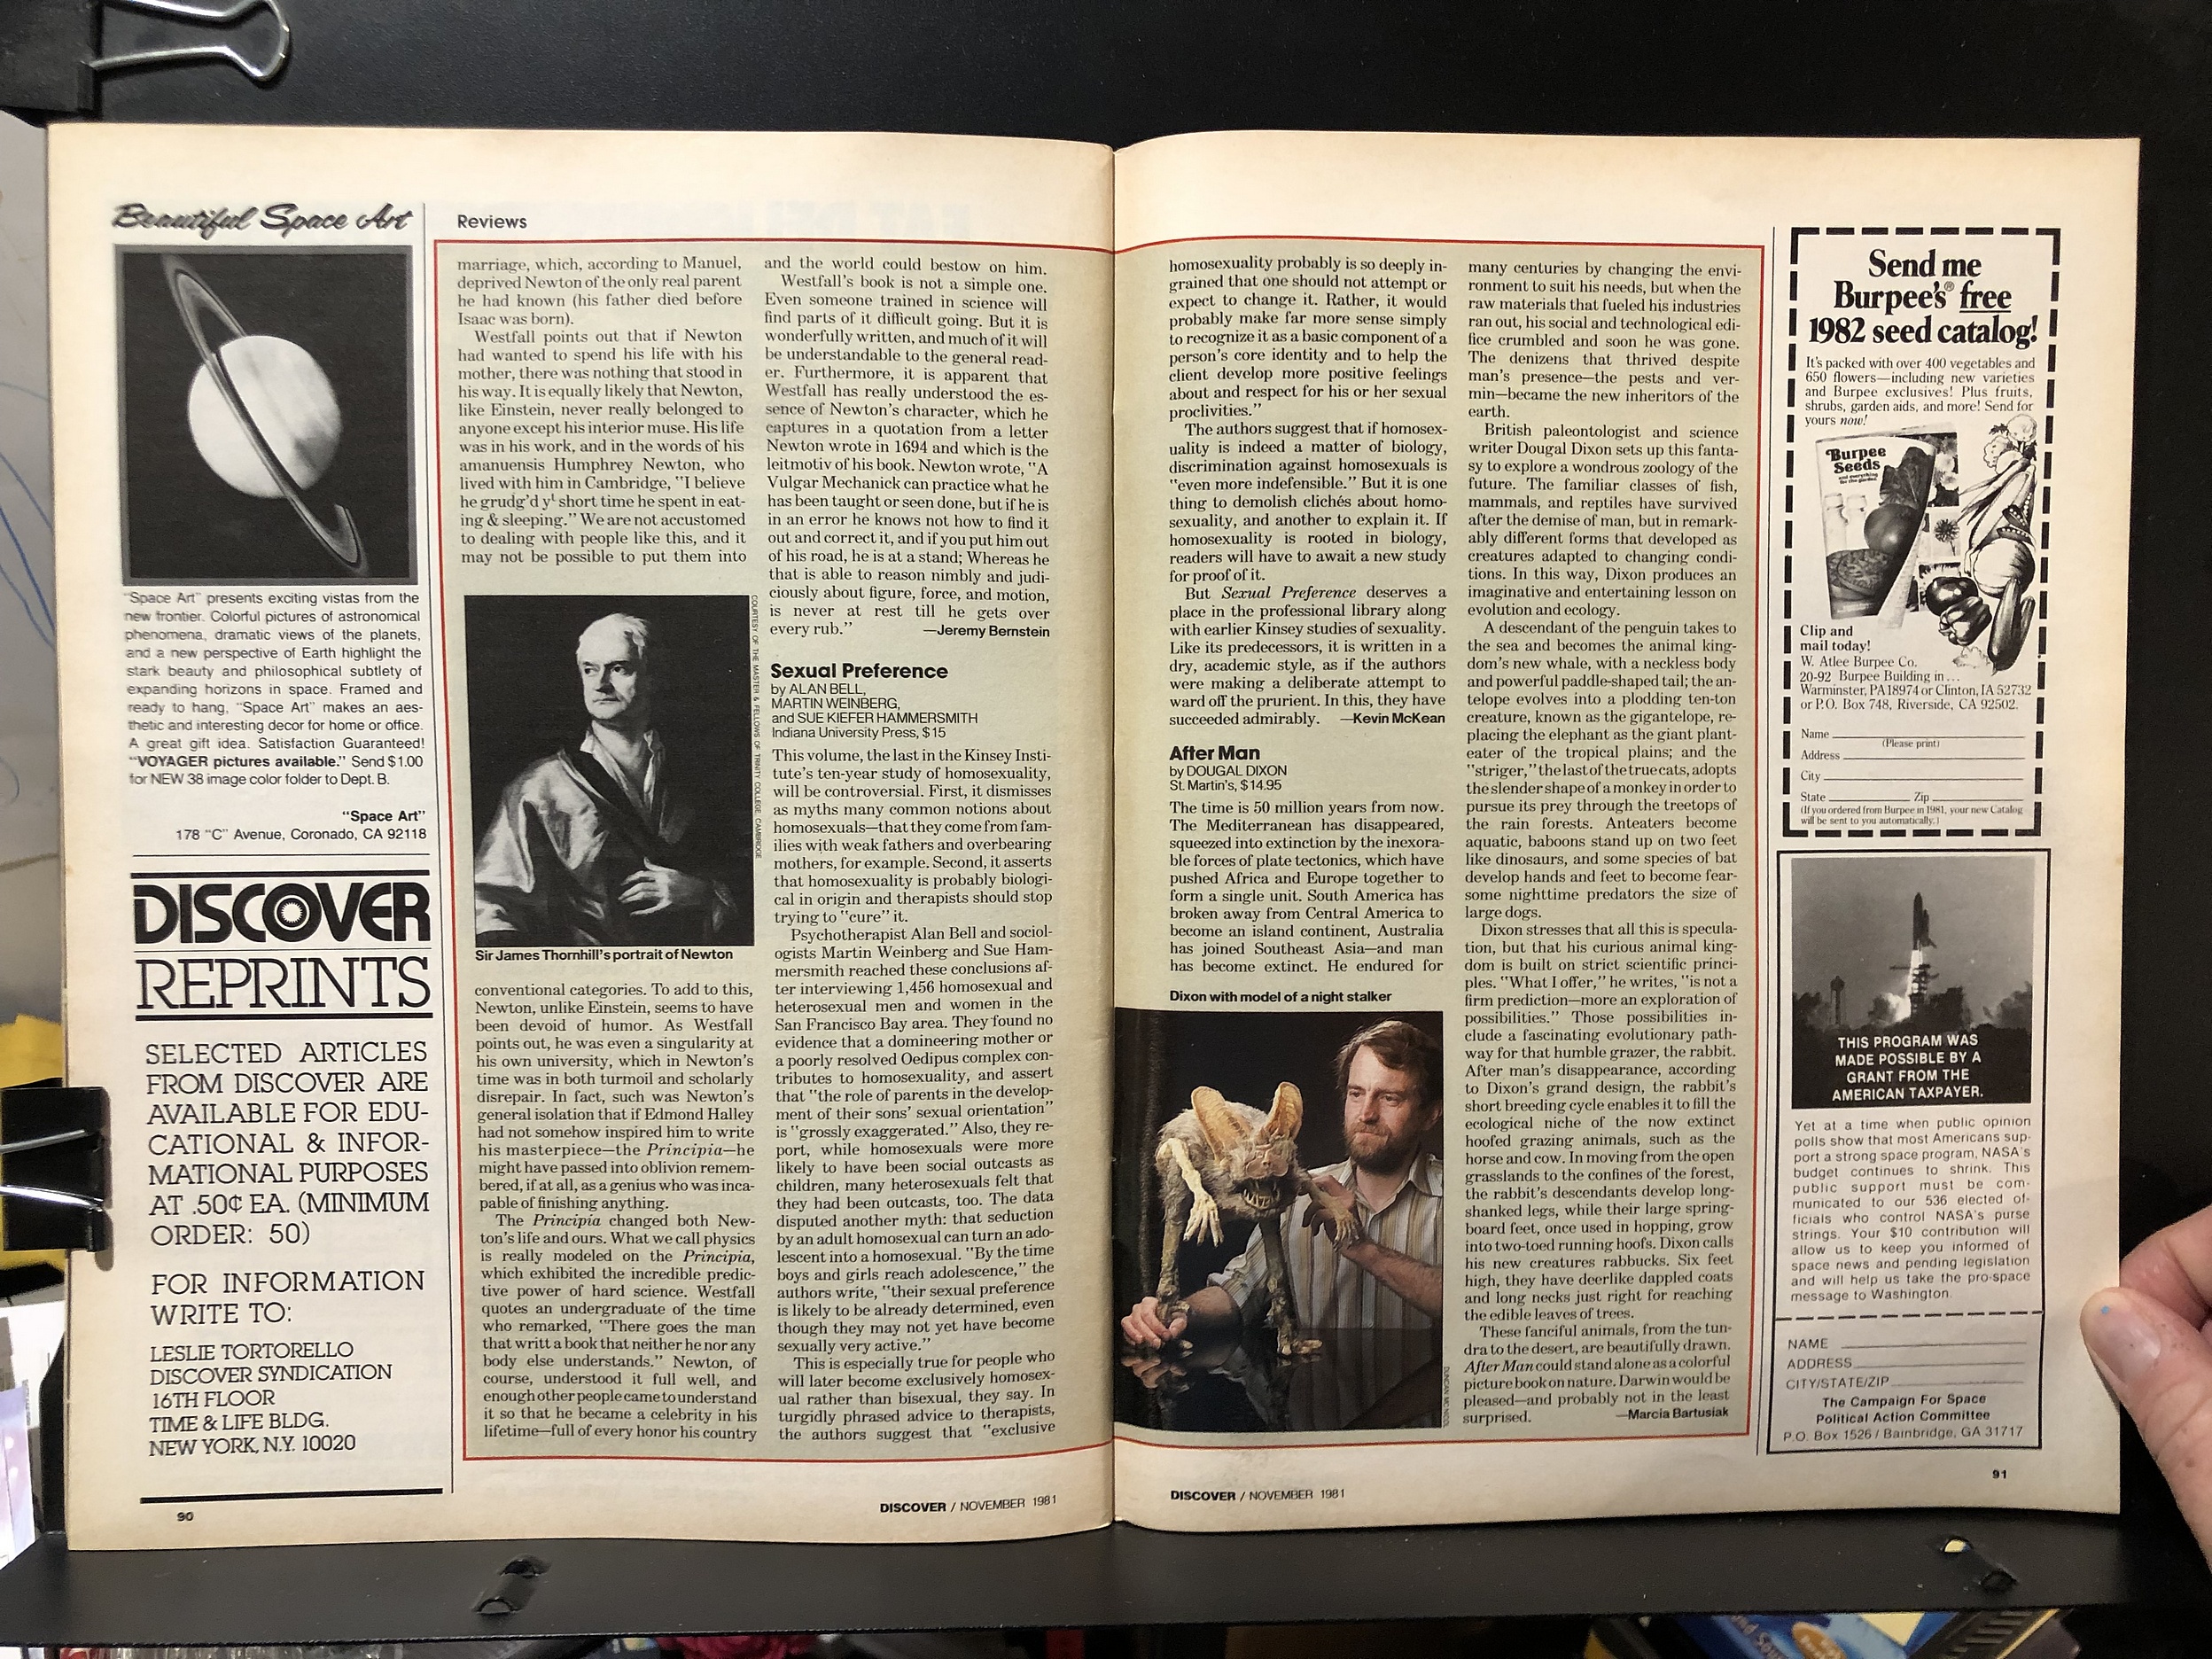 Beautiful Space Art
"Space Art" presents exciting vistas from the
new frontier. Colorful pictures of astronomical
phenomena, dramatic views of the planets,
and a new perspective of Earth highlight the
stark beauty and philosophical subtlety of
expanding horizons in space. Framed and
ready to hang, "Space Art" makes an aes-
thetic and interesting decor for home or office.
A great gift idea. Satisfaction Guaranteed!
"VOYAGER pictures available." Send $1.00
for NEW 38 image color folder to Dept. B.
"Space Art"
178 "C" Avenue, Coronado, CA 92118
DISCOVER
REPRINTS
SELECTED ARTICLES
FROM DISCOVER ARE
AVAILABLE FOR EDU-
CATIONAL & INFOR-
MATIONAL PURPOSES
AT .50¢ EA. (MINIMUM
ORDER: 50)
FOR INFORMATION
WRITE TO:
LESLIE TORTORELLO
DISCOVER SYNDICATION
16TH FLOOR
TIME & LIFE BLDG.
NEW YORK, N.Y. 10020
90
Reviews
marriage, which, according to Manuel,
deprived Newton of the only real parent
he had known (his father died before
Isaac was born).
Westfall points out that if Newton
had wanted to spend his life with his
mother, there was nothing that stood in
his way. It is equally likely that Newton,
like Einstein, never really belonged to
anyone except his interior muse. His life
was in his work, and in the words of his
amanuensis Humphrey Newton, who
lived with him in Cambridge, "I believe
he grudg'd yᵗ short time he spent in eat-
ing & sleeping." We are not accustomed
to dealing with people like this, and it
may not be possible to put them into
COURTESY OF THE MASTER & FELLOWS OF TRINITY COLLEGE, CAMBRIDGE
Sir James Thornhill's portrait of Newton
conventional categories. To add to this,
Newton, unlike Einstein, seems to have
been devoid of humor. As Westfall
points out, he was even a singularity at
his own university, which in Newton's
time was in both turmoil and scholarly
disrepair. In fact, such was Newton's
general isolation that if Edmond Halley
had not somehow inspired him to write
his masterpiece—the Principia—he
might have passed into oblivion remem-
bered, if at all, as a genius who was inca-
pable of finishing anything.
The Principia changed both New-
ton's life and ours. What we call physics
is really modeled on the Principia,
which exhibited the incredible predic-
tive power of hard science. Westfall
quotes an undergraduate of the time
who remarked, "There goes the man
that writt a book that neither he nor any
body else understands." Newton, of
course, understood it full well, and
enough other people came to understand
it so that he became a celebrity in his
lifetime—full of every honor his country
and the world could bestow on him.
Westfall's book is not a simple one.
Even someone trained in science will
find parts of it difficult going. But it is
wonderfully written, and much of it will
be understandable to the general read-
er. Furthermore, it is apparent that
Westfall has really understood the es-
sence of Newton's character, which he
captures in a quotation from a letter
Newton wrote in 1694 and which is the
leitmotiv of his book. Newton wrote, "A
Vulgar Mechanick can practice what he
has been taught or seen done, but if he is
in an error he knows not how to find it
out and correct it, and if you put him out
of his road, he is at a stand; Whereas he
that is able to reason nimbly and judi-
ciously about figure, force, and motion,
is never at rest till he gets over
every rub." —Jeremy Bernstein
Sexual Preference
by ALAN BELL,
MARTIN WEINBERG,
and SUE KIEFER HAMMERSMITH
Indiana University Press, $15
This volume, the last in the Kinsey Insti-
tute's ten-year study of homosexuality,
will be controversial. First, it dismisses
as myths many common notions about
homosexuals—that they come from fam-
ilies with weak fathers and overbearing
mothers, for example. Second, it asserts
that homosexuality is probably biologi-
cal in origin and therapists should stop
trying to "cure" it.
Psychotherapist Alan Bell and sociol-
ogists Martin Weinberg and Sue Ham-
mersmith reached these conclusions af-
ter interviewing 1,456 homosexual and
heterosexual men and women in the
San Francisco Bay area. They found no
evidence that a domineering mother or
a poorly resolved Oedipus complex con-
tributes to homosexuality, and assert
that "the role of parents in the develop-
ment of their sons' sexual orientation"
is "grossly exaggerated." Also, they re-
port, while homosexuals were more
likely to have been social outcasts as
children, many heterosexuals felt that
they had been outcasts, too. The data
disputed another myth: that seduction
by an adult homosexual can turn an ado-
lescent into a homosexual. "By the time
boys and girls reach adolescence," the
authors write, "their sexual preference
is likely to be already determined, even
though they may not yet have become
sexually very active."
This is especially true for people who
will later become exclusively homosex-
ual rather than bisexual, they say. In
turgidly phrased advice to therapists,
the authors suggest that "exclusive
DISCOVER / NOVEMBER 1981
homosexuality probably is so deeply in-
grained that one should not attempt or
expect to change it. Rather, it would
probably make far more sense simply
to recognize it as a basic component of a
person's core identity and to help the
client develop more positive feelings
about and respect for his or her sexual
proclivities."
The authors suggest that if homosex-
uality is indeed a matter of biology,
discrimination against homosexuals is
"even more indefensible." But it is one
thing to demolish clichés about homo-
sexuality, and another to explain it. If
homosexuality is rooted in biology,
readers will have to await a new study
for proof of it.
But Sexual Preference deserves a
place in the professional library along
with earlier Kinsey studies of sexuality.
Like its predecessors, it is written in a
dry, academic style, as if the authors
were making a deliberate attempt to
ward off the prurient. In this, they have
succeeded admirably. —Kevin McKean
After Man
by DOUGAL DIXON
St. Martin's, $14.95
The time is 50 million years from now.
The Mediterranean has disappeared,
squeezed into extinction by the inexora-
ble forces of plate tectonics, which have
pushed Africa and Europe together to
form a single unit. South America has
broken away from Central America to
become an island continent, Australia
has joined Southeast Asia—and man
has become extinct. He endured for
Dixon with model of a night stalker
DUNCAN MC NICOL
many centuries by changing the envi-
ronment to suit his needs, but when the
raw materials that fueled his industries
ran out, his social and technological edi-
fice crumbled and soon he was gone.
The denizens that thrived despite
man's presence—the pests and ver-
min—became the new inheritors of the
earth.
British paleontologist and science
writer Dougal Dixon sets up this fanta-
sy to explore a wondrous zoology of the
future. The familiar classes of fish,
mammals, and reptiles have survived
after the demise of man, but in remark-
ably different forms that developed as
creatures adapted to changing condi-
tions. In this way, Dixon produces an
imaginative and entertaining lesson on
evolution and ecology.
A descendant of the penguin takes to
the sea and becomes the animal king-
dom's new whale, with a neckless body
and powerful paddle-shaped tail; the an-
telope evolves into a plodding ten-ton
creature, known as the gigantelope, re-
placing the elephant as the giant plant-
eater of the tropical plains; and the
"striger," the last of the true cats, adopts
the slender shape of a monkey in order to
pursue its prey through the treetops of
the rain forests. Anteaters become
aquatic, baboons stand up on two feet
like dinosaurs, and some species of bat
develop hands and feet to become fear-
some nighttime predators the size of
large dogs.
Dixon stresses that all this is specula-
tion, but that his curious animal king-
dom is built on strict scientific princi-
ples. "What I offer," he writes, "is not a
firm prediction—more an exploration of
possibilities." Those possibilities in-
clude a fascinating evolutionary path-
way for that humble grazer, the rabbit.
After man's disappearance, according
to Dixon's grand design, the rabbit's
short breeding cycle enables it to fill the
ecological niche of the now extinct
hoofed grazing animals, such as the
horse and cow. In moving from the open
grasslands to the confines of the forest,
the rabbit's descendants develop long-
shanked legs, while their large spring-
board feet, once used in hopping, grow
into two-toed running hoofs. Dixon calls
his new creatures rabbucks. Six feet
high, they have deerlike dappled coats
and long necks just right for reaching
the edible leaves of trees.
These fanciful animals, from the tun-
dra to the desert, are beautifully drawn.
After Man could stand alone as a colorful
picture book on nature. Darwin would be
pleased—and probably not in the least
surprised. —Marcia Bartusiak
Send me
Burpee's® free
1982 seed catalog!
It's packed with over 400 vegetables and
650 flowers—including new varieties
and Burpee exclusives! Plus fruits,
shrubs, garden aids, and more! Send for
yours now!
Burpee
Seeds
and everything
for the garden
Clip and
mail today!
W. Atlee Burpee Co.
20-92 Burpee Building in...
Warminster, PA 18974 or Clinton, IA 52732
or P.O. Box 748, Riverside, CA 92502.
Name
(Please print)
Address
City
State Zip
(If you ordered from Burpee in 1981, your new Catalog
will be sent to you automatically.)
THIS PROGRAM WAS
MADE POSSIBLE BY A
GRANT FROM THE
AMERICAN TAXPAYER.
Yet at a time when public opinion
polls show that most Americans sup-
port a strong space program, NASA's
budget continues to shrink. This
public support must be com-
municated to our 536 elected of-
ficials who control NASA's purse
strings. Your $10 contribution will
allow us to keep you informed of
space news and pending legislation
and will help us take the pro-space
message to Washington.
NAME
ADDRESS
CITY/STATE/ZIP
The Campaign For Space
Political Action Committee
P.O. Box 1526 / Bainbridge, GA 31717
DISCOVER / NOVEMBER 1981
91